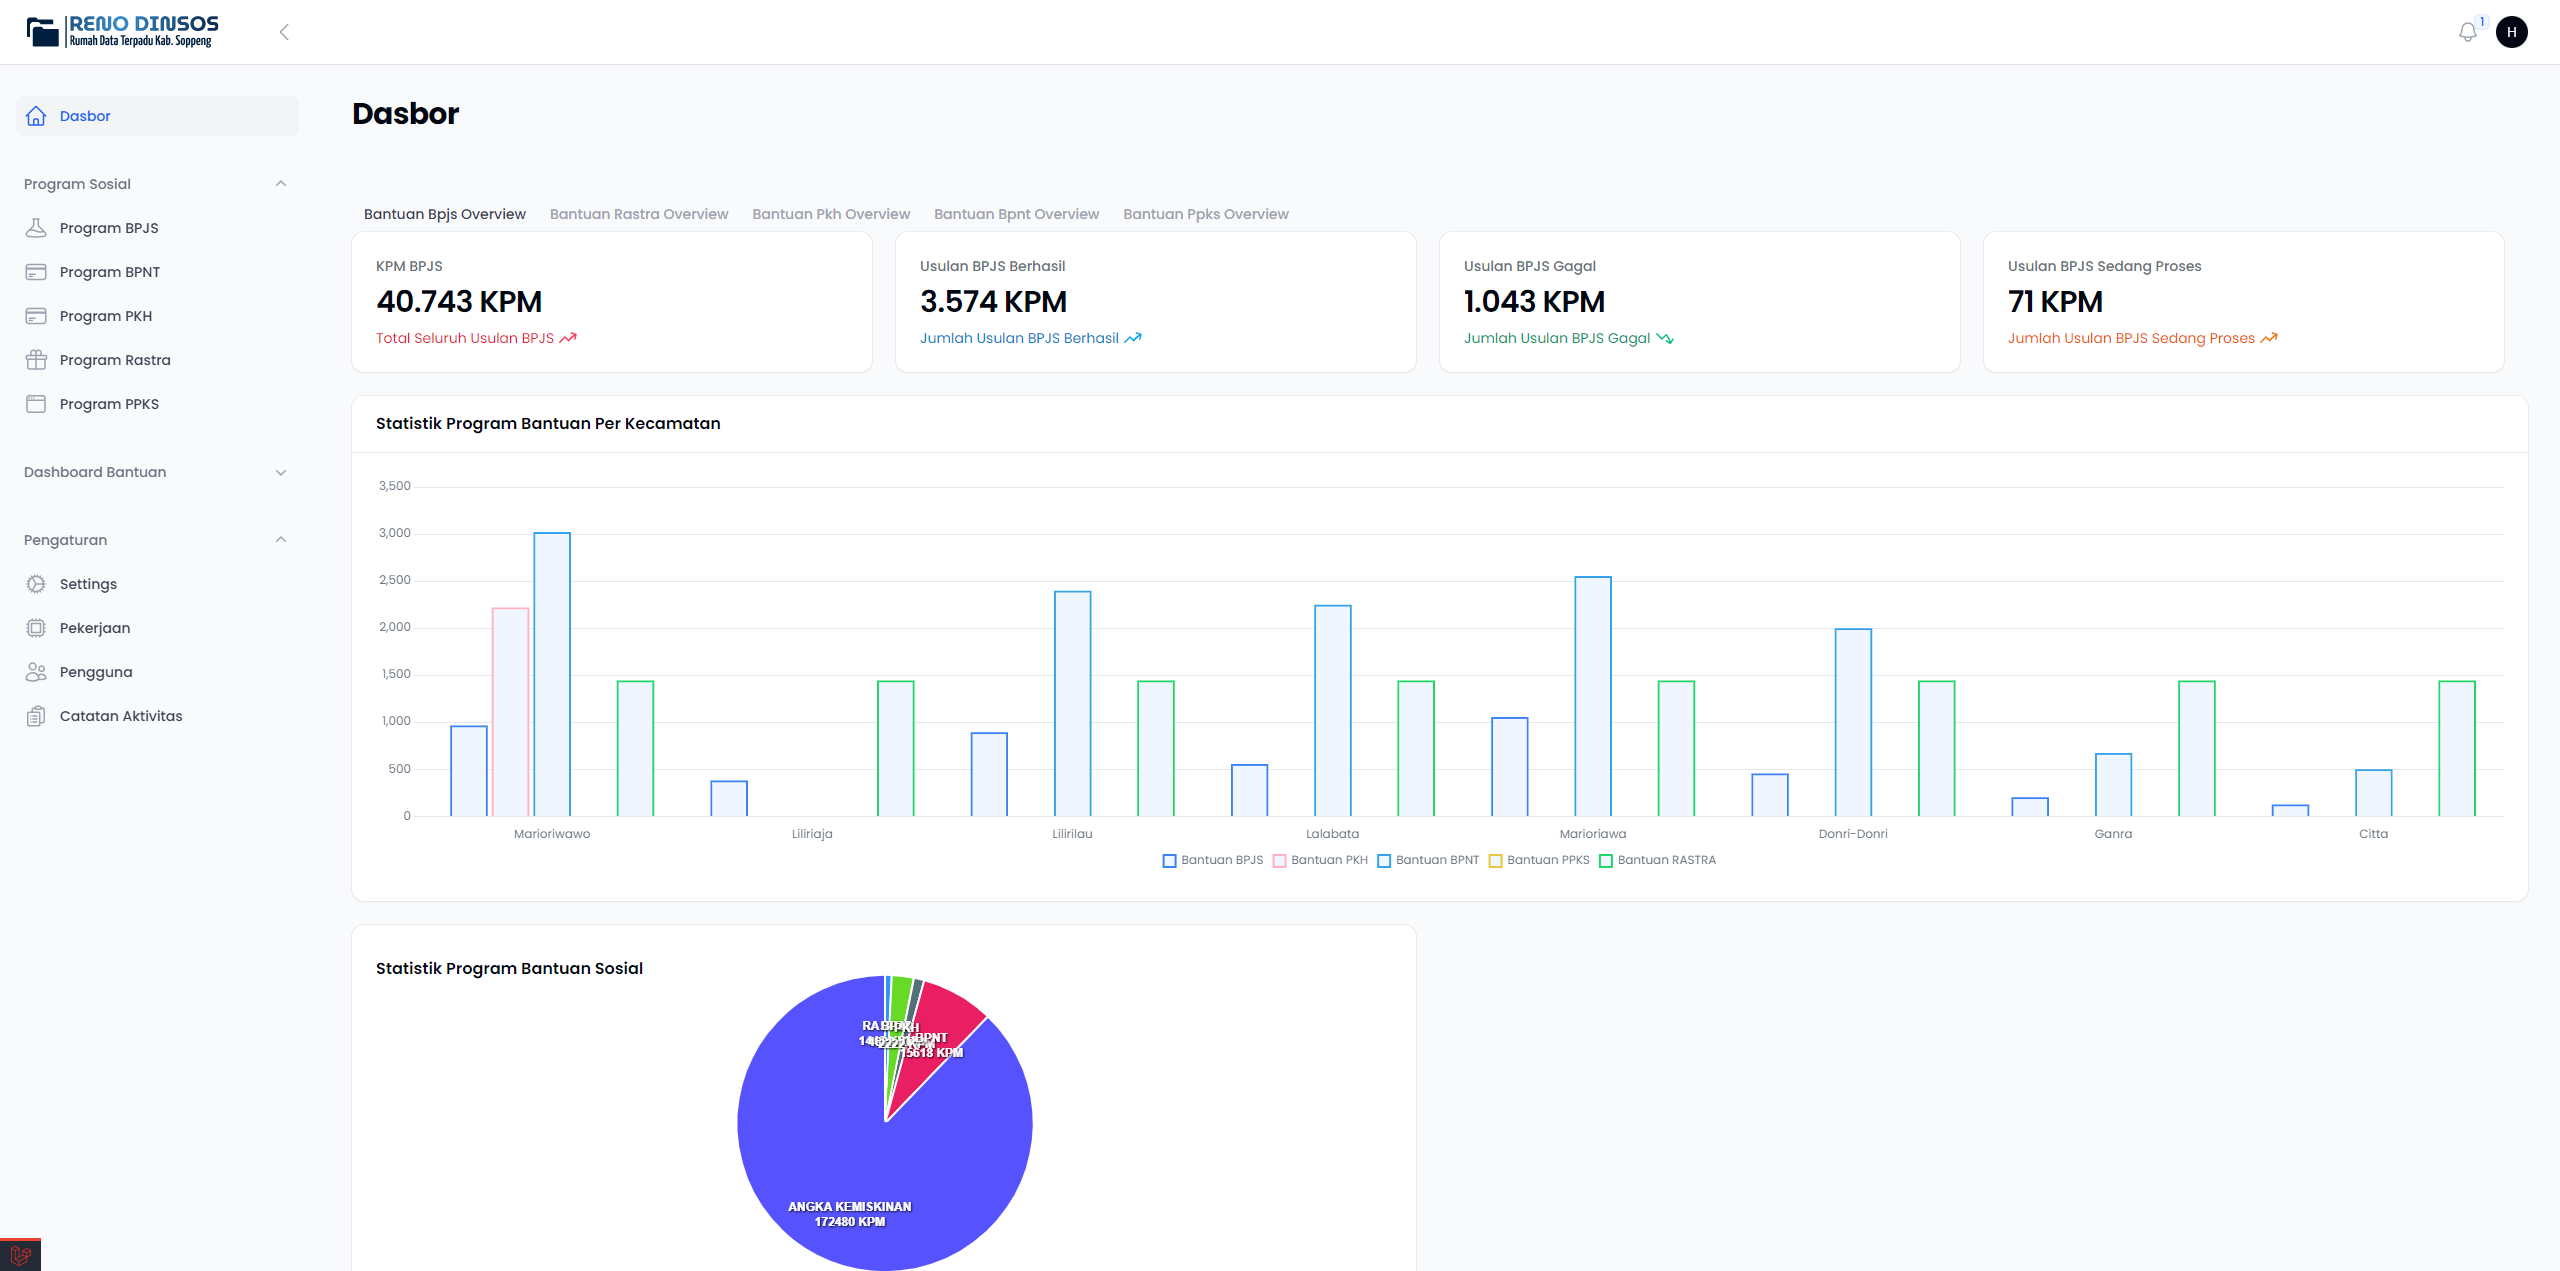 RENO DINSOS
Rumah Data Terpadu Kab. Soppeng
1
H
Dasbor
Program Sosial
Program BPJS
Program BPNT
Program PKH
Program Rastra
Program PPKS
Dashboard Bantuan
Pengaturan
Settings
Pekerjaan
Pengguna
Catatan Aktivitas
Dasbor
Bantuan Bpjs Overview
Bantuan Rastra Overview
Bantuan Pkh Overview
Bantuan Bpnt Overview
Bantuan Ppks Overview
KPM BPJS
40.743 KPM
Total Seluruh Usulan BPJS
Usulan BPJS Berhasil
3.574 KPM
Jumlah Usulan BPJS Berhasil
Usulan BPJS Gagal
1.043 KPM
Jumlah Usulan BPJS Gagal
Usulan BPJS Sedang Proses
71 KPM
Jumlah Usulan BPJS Sedang Proses
Statistik Program Bantuan Per Kecamatan
3,500
3,000
2,500
2,000
1,500
1,000
500
0
Marioriwawo
Liliriaja
Lilirilau
Lalabata
Marioriawa
Donri-Donri
Ganra
Citta
Bantuan BPJS
Bantuan PKH
Bantuan BPNT
Bantuan PPKS
Bantuan RASTRA
Statistik Program Bantuan Sosial
PKH
BPNT
15618 KPM
ANGKA KEMISKINAN
172480 KPM